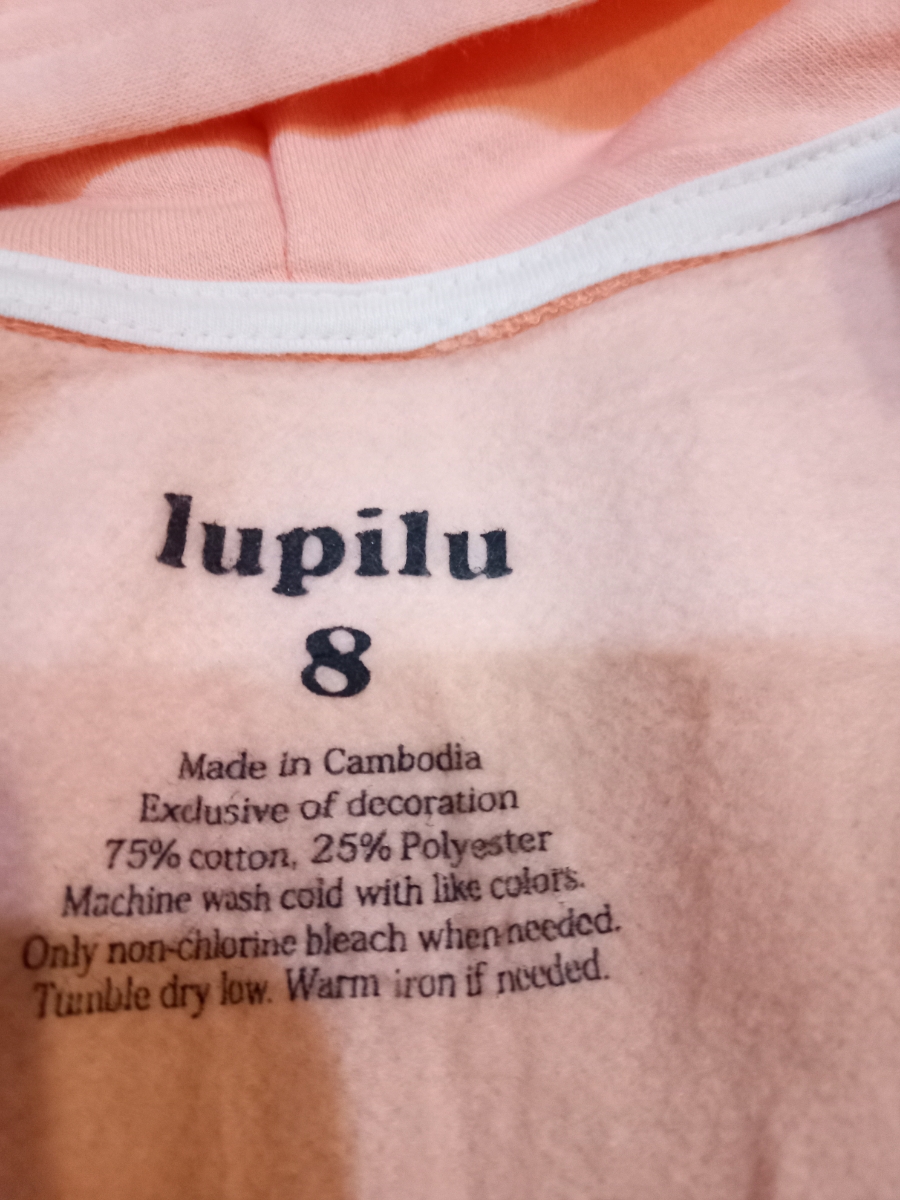 lupilu
8
Made in Cambodia
Exclusive of decoration
75% cotton, 25% Polyester
Machine wash cold with like colors.
Only non-chlorine bleach when needed.
Tumble dry low. Warm iron if needed.